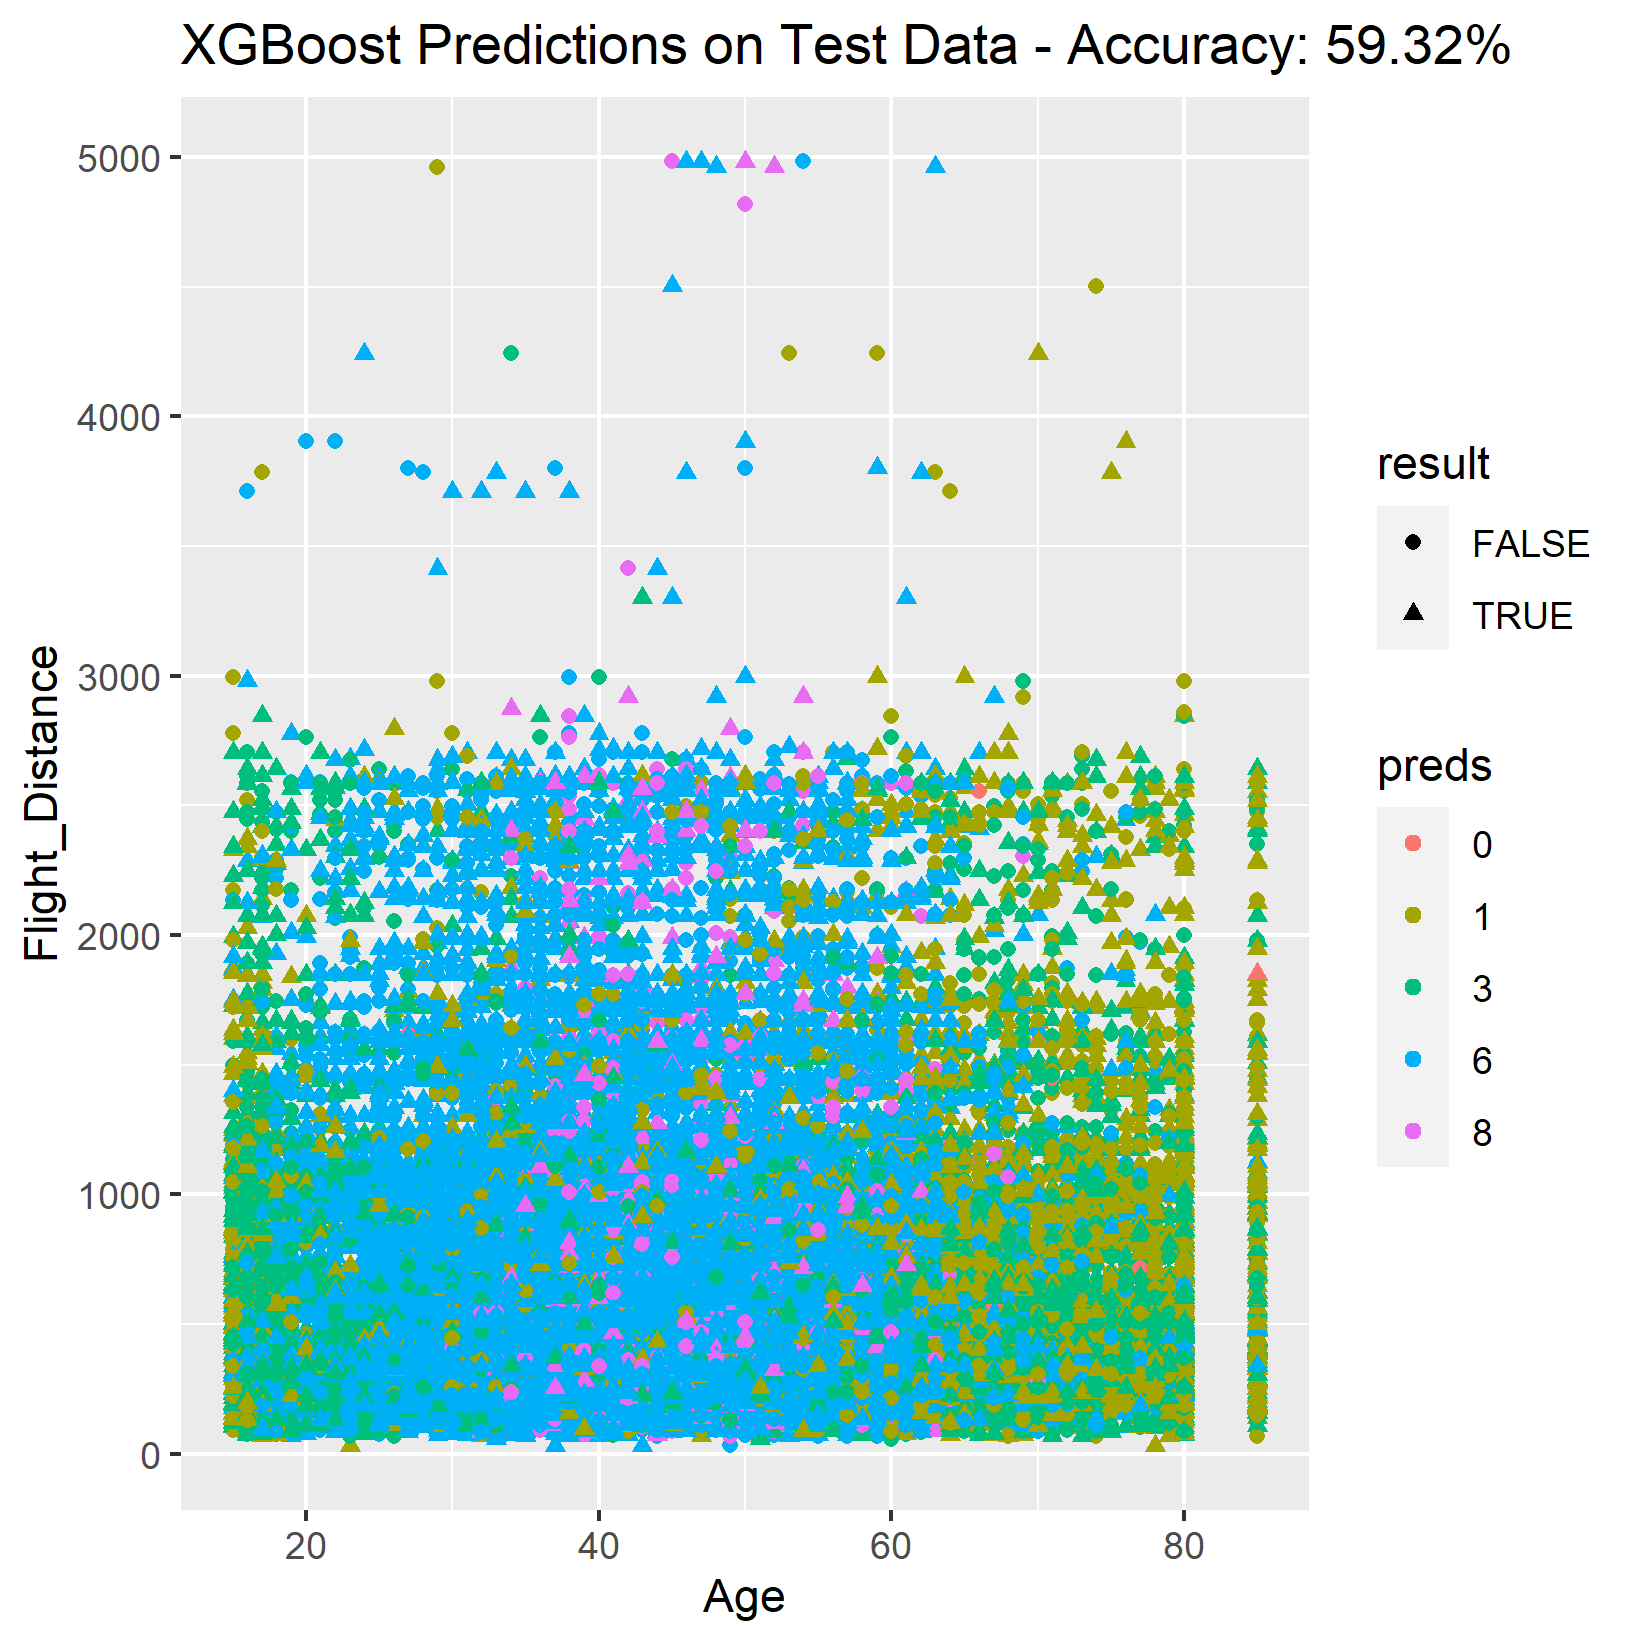 XGBoost Predictions on Test Data - Accuracy: 59.32%
Flight_Distance
5000
4000
3000
2000
1000
0
20 40 60 80
Age
result
FALSE
TRUE
preds
0
1
3
6
8